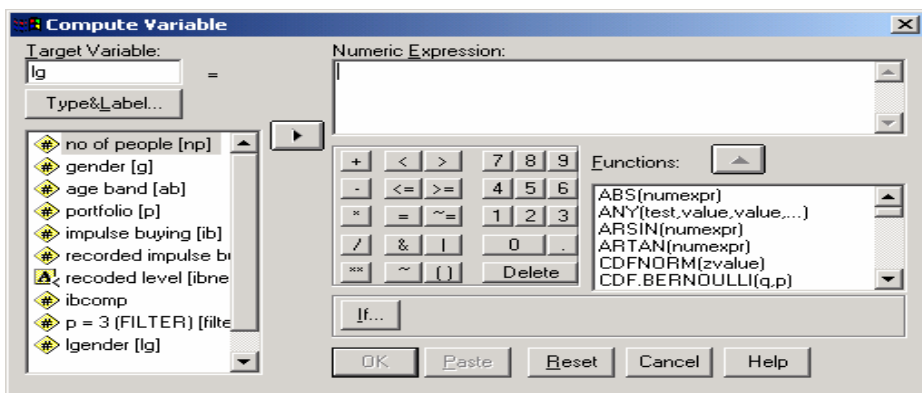 Compute Variable
Target Variable:
lg
=
Type&Label...
no of people [np]
gender [g]
age band [ab]
portfolio [p]
impulse buying [ib]
recorded impulse bu
recoded level [ibne
ibcomp
p = 3 (FILTER) [filte
lgender [lg]
Numeric Expression:
+ < > 7 8 9
- <= >= 4 5 6
* = ~= 1 2 3
/ & | 0 .
** ~ () Delete
Functions:
ABS(numexpr)
ANY(test,value,value,...)
ARSIN(numexpr)
ARTAN(numexpr)
CDFNORM(zvalue)
CDF.BERNOULLI(q,p)
If...
OK Paste Reset Cancel Help